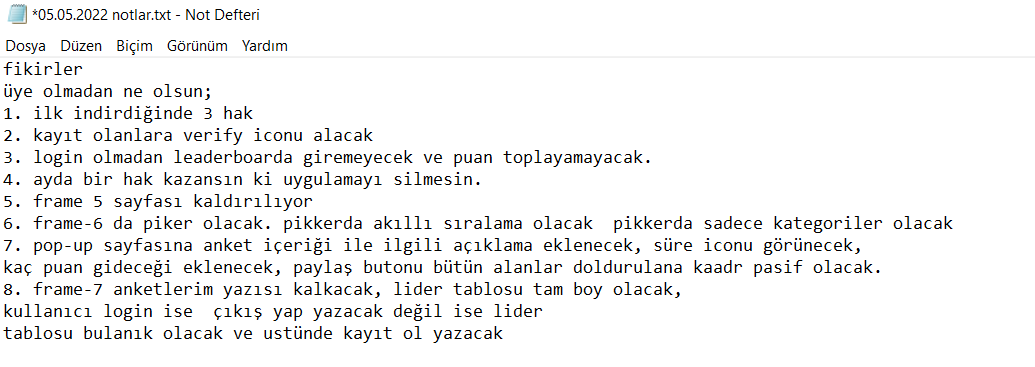 *05.05.2022 notlar.txt - Not Defteri
Dosya Düzen Biçim Görünüm Yardım
fikirler
üye olmadan ne olsun;
1. ilk indirdiğinde 3 hak
2. kayıt olanlara verify iconu alacak
3. login olmadan leaderboarda giremeyecek ve puan toplayamayacak.
4. ayda bir hak kazansın ki uygulamayı silmesin.
5. frame 5 sayfası kaldırılıyor
6. frame-6 da piker olacak. pikkerda akıllı sıralama olacak  pikkerda sadece kategoriler olacak
7. pop-up sayfasına anket içeriği ile ilgili açıklama eklenecek, süre iconu görünecek,
kaç puan gideceği eklenecek, paylaş butonu bütün alanlar doldurulana kaadr pasif olacak.
8. frame-7 anketlerim yazısı kalkacak, lider tablosu tam boy olacak,
kullanıcı login ise  çıkış yap yazacak değil ise lider
tablosu bulanık olacak ve ustünde kayıt ol yazacak